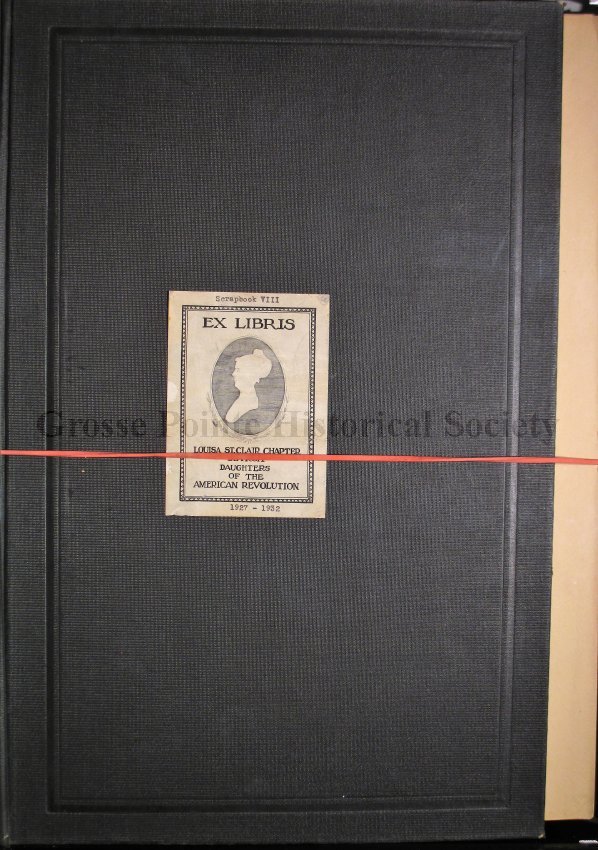 Scrapbook VIII
EX LIBRIS
Grosse Pointe Historical Society
LOUISA ST.CLAIR CHAPTER
DAUGHTERS
OF THE
AMERICAN REVOLUTION
1927 - 1932